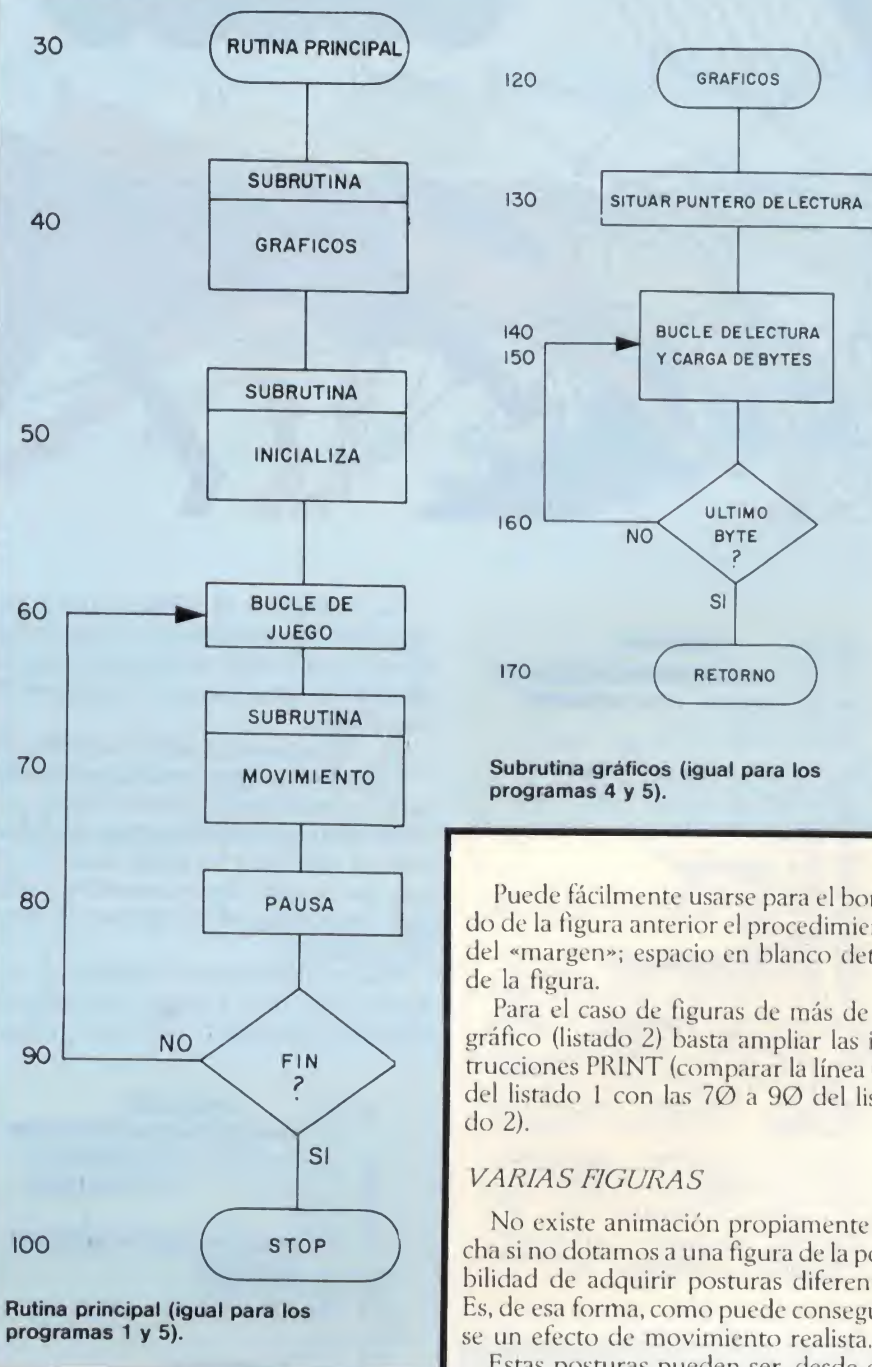 30
RUTINA PRINCIPAL
SUBRUTINA
40
GRAFICOS
SUBRUTINA
50
INICIALIZA
60
BUCLE DE
JUEGO
SUBRUTINA
70
MOVIMIENTO
80
PAUSA
90
NO
FIN
?
SI
100
STOP
Rutina principal (igual para los
programas 1 y 5).
120
GRAFICOS
130
SITUAR PUNTERO DE LECTURA
140
BUCLE DE LECTURA
150
Y CARGA DE BYTES
160
NO
ULTIMO
BYTE
?
SI
170
RETORNO
Subrutina gráficos (igual para los
programas 4 y 5).
Puede fácilmente usarse para el
do de la figura anterior el
del «margen»; espacio en blanco
de la figura.
Para el caso de figuras de más de
gráfico (listado 2) basta ampliar las
trucciones PRINT (comparar la línea
del listado 1 con las 7Ø a 9Ø del
do 2).
VARIAS FIGURAS
No existe animación propiamente
cha si no dotamos a una figura de la
bilidad de adquirir posturas
Es, de esa forma, como puede
se un efecto de movimiento realista.
Estas posturas pueden ser, desde